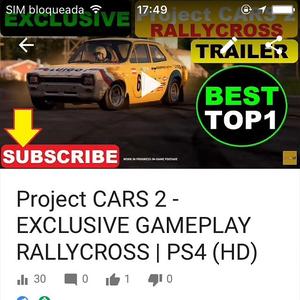 SIM bloqueada 17:49
EXCLUSIVE Project CARS 2
RALLYCROSS
TRAILER
BEST
TOP1
SUBSCRIBE
WORK IN PROGRESS IN-GAME FOOTAGE
Project CARS 2 -
EXCLUSIVE GAMEPLAY
RALLYCROSS | PS4 (HD)
30 0 1 0